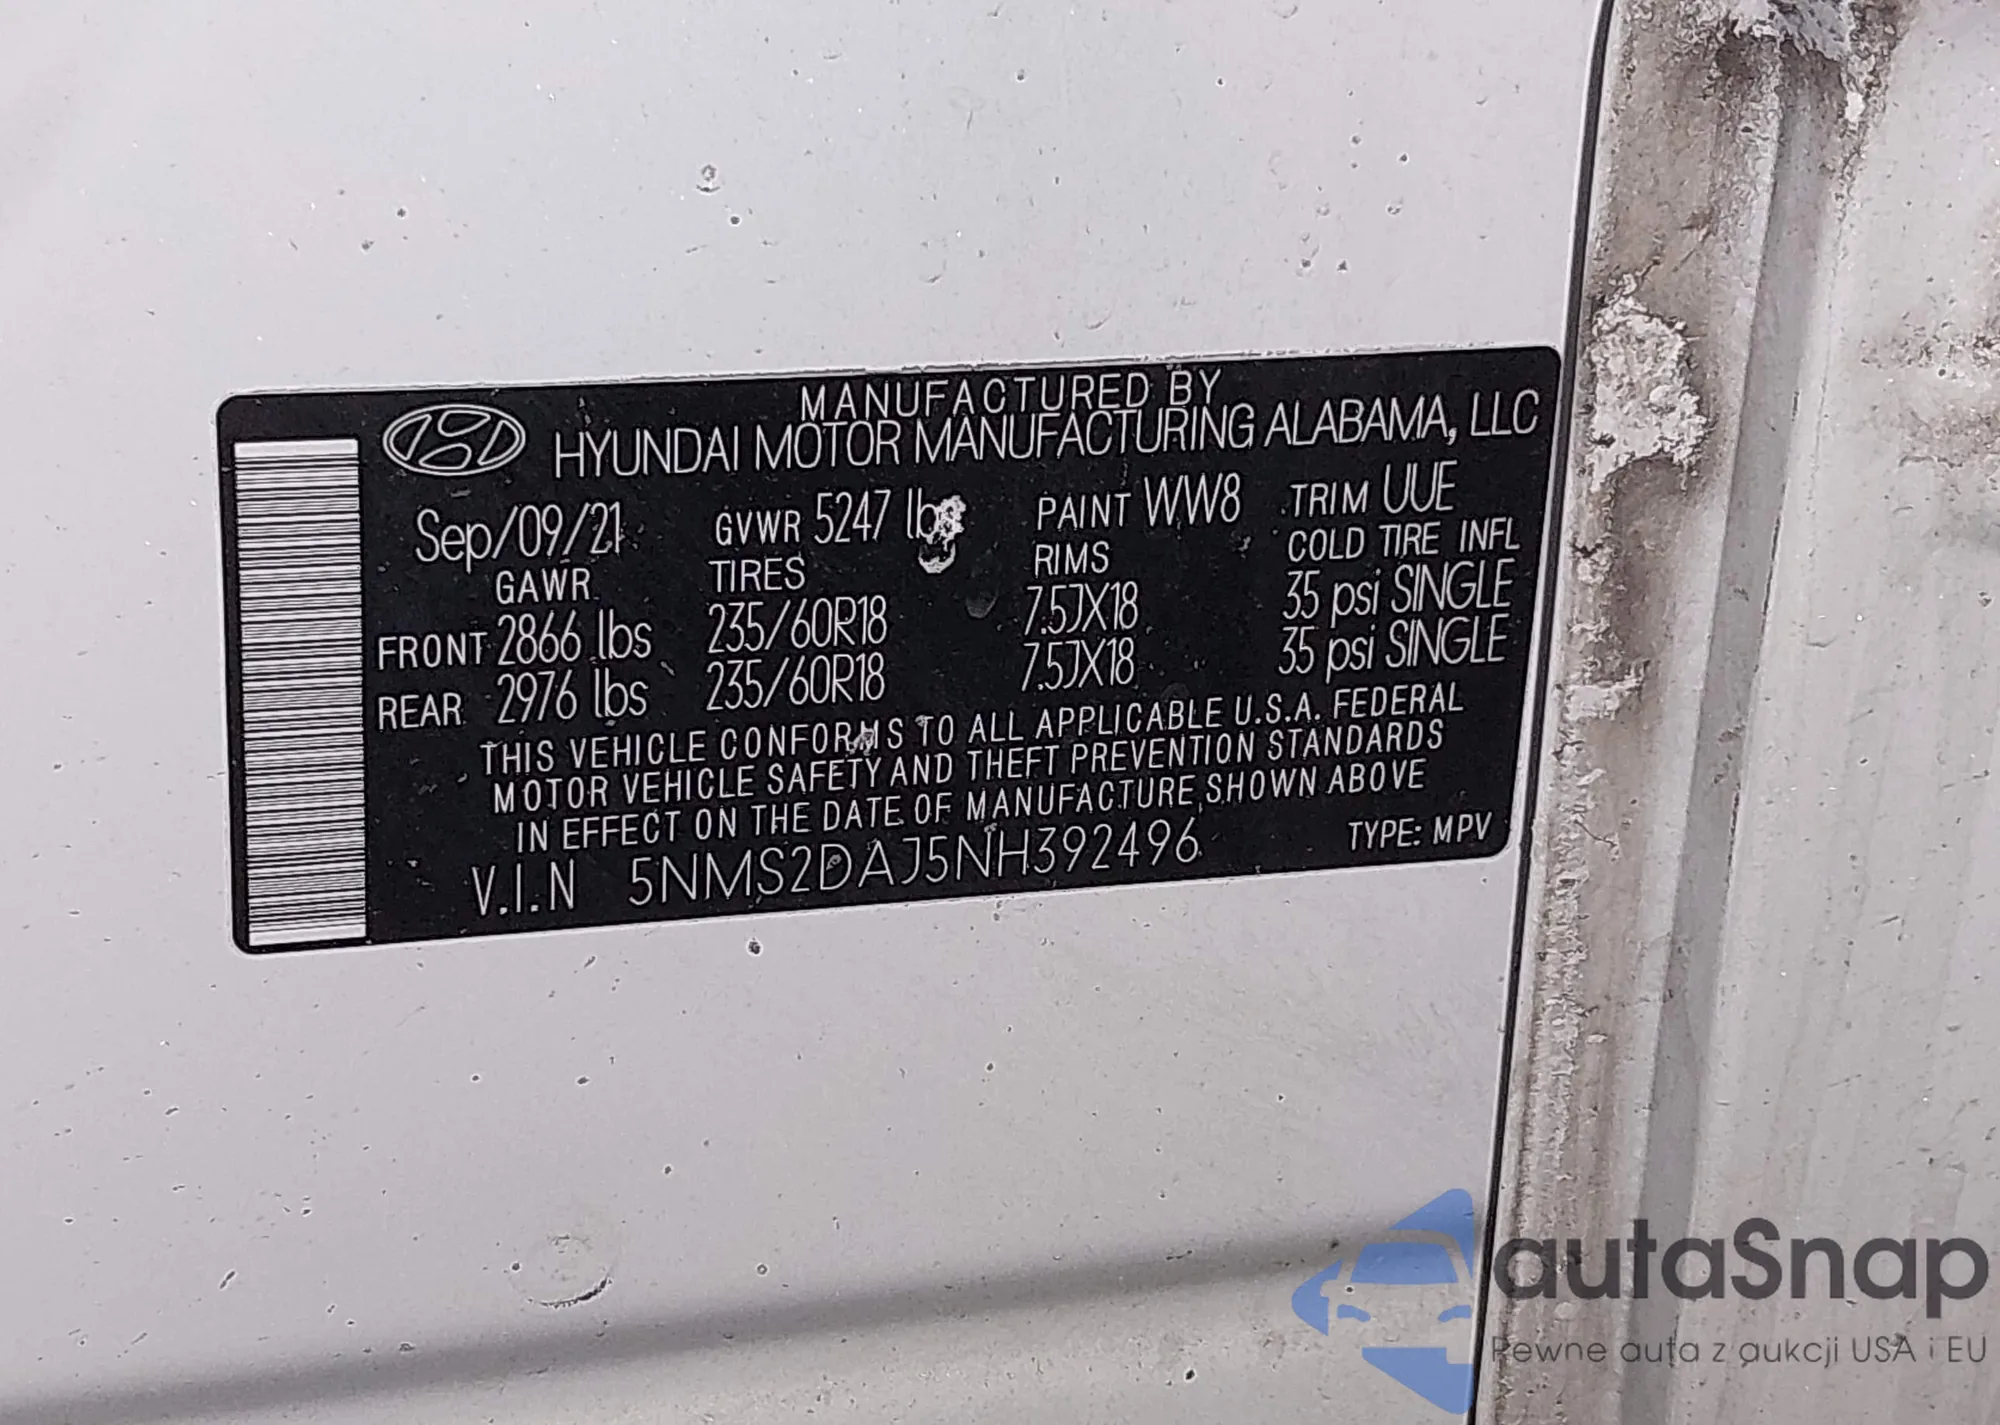 MANUFACTURED BY
HYUNDAI MOTOR MANUFACTURING ALABAMA, LLC
Sep/09/21 GVWR 5247 lbs PAINT WW8 TRIM UUE
GAWR TIRES RIMS COLD TIRE INFL
FRONT 2866 lbs 235/60R18 7.5JX18 35 psi SINGLE
REAR 2976 lbs 235/60R18 7.5JX18 35 psi SINGLE
THIS VEHICLE CONFORMS TO ALL APPLICABLE U.S.A. FEDERAL
MOTOR VEHICLE SAFETY AND THEFT PREVENTION STANDARDS
IN EFFECT ON THE DATE OF MANUFACTURE SHOWN ABOVE
V.I.N 5NMS2DAJ5NH392496 TYPE: MPV
autaSnap
Pewne auta z aukcji USA i EU